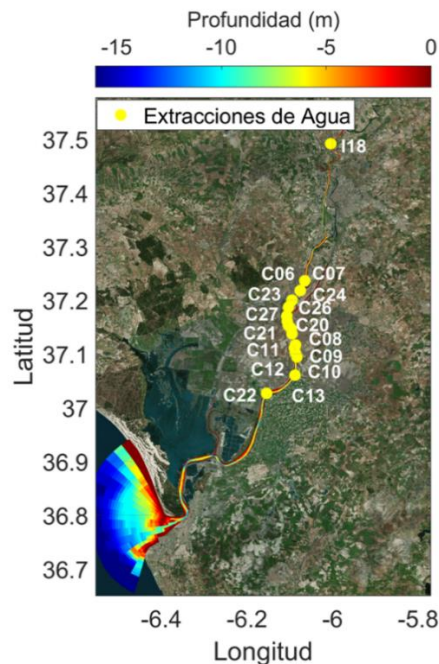 Profundidad (m)
-15 -10 -5 0
Extracciones de Agua
37.5
I18
37.4
37.3
C06 C07
C23 C24
37.2
C27 C26
C21 C20
C08
37.1
C11 C09
C12 C10
37
C22 C13
36.9
36.8
36.7
-6.4 -6.2 -6 -5.8
Latitud
Longitud